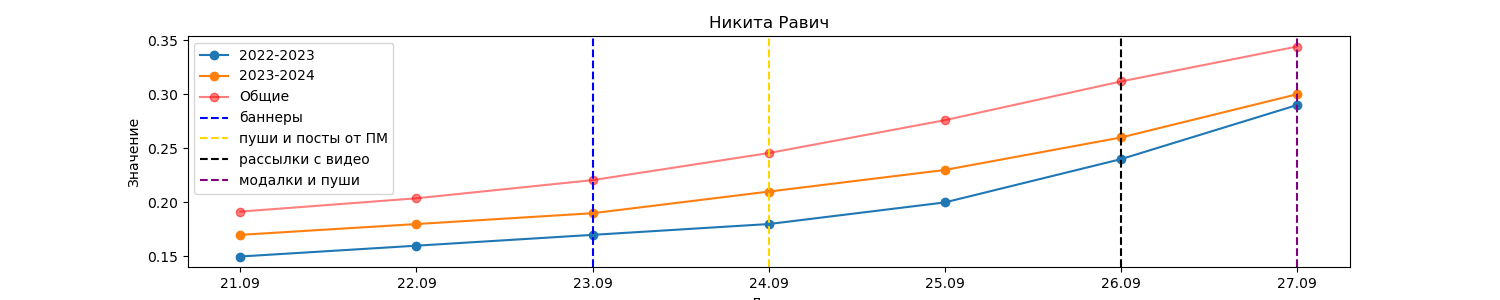 Никита Равич
Значение
0.35
0.30
0.25
0.20
0.15
2022-2023
2023-2024
Общие
баннеры
пуши и посты от ПМ
рассылки с видео
модалки и пуши
21.09 22.09 23.09 24.09 25.09 26.09 27.09